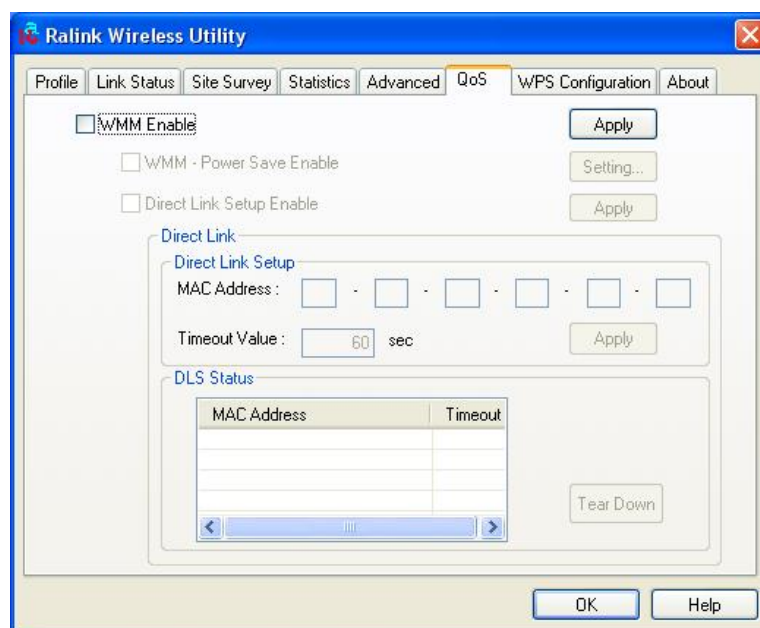 Ralink Wireless Utility
Profile Link Status Site Survey Statistics Advanced QoS WPS Configuration About
WMM Enable Apply
WMM - Power Save Enable Setting...
Direct Link Setup Enable Apply
Direct Link
Direct Link Setup
MAC Address : - - - - -
Timeout Value : 60 sec Apply
DLS Status
MAC Address Timeout
Tear Down
OK Help